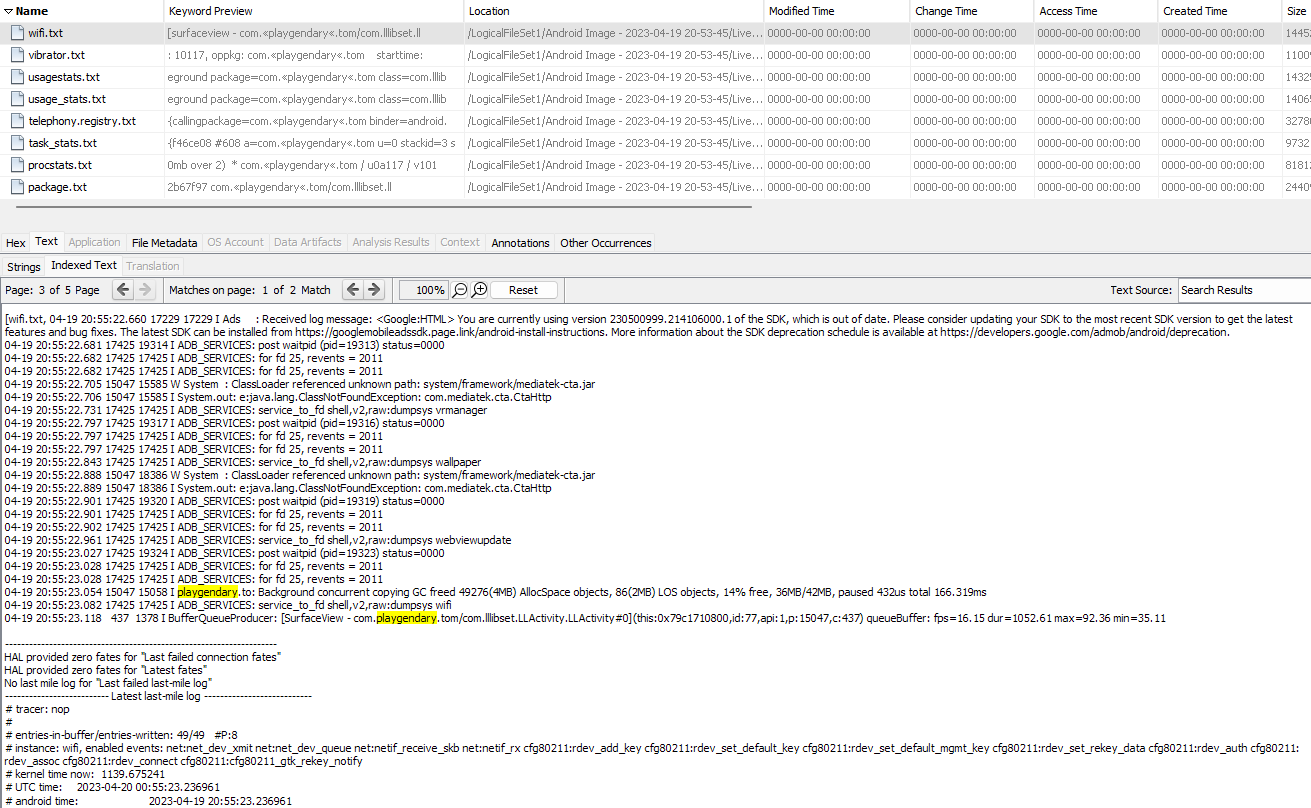 Name Keyword Preview Location Modified Time Change Time Access Time Created Time Size
wifi.txt [surfaceview - com.«playgendary«.tom/com.lllibset.ll /LogicalFileSet1/Android Image - 2023-04-19 20-53-45/Live... 0000-00-00 00:00:00 0000-00-00 00:00:00 0000-00-00 00:00:00 0000-00-00 00:00:00 1445
vibrator.txt : 10117, oppkg: com.«playgendary«.tom starttime: /LogicalFileSet1/Android Image - 2023-04-19 20-53-45/Live... 0000-00-00 00:00:00 0000-00-00 00:00:00 0000-00-00 00:00:00 0000-00-00 00:00:00 1100
usagestats.txt eground package=com.«playgendary«.tom class=com.lllib /LogicalFileSet1/Android Image - 2023-04-19 20-53-45/Live... 0000-00-00 00:00:00 0000-00-00 00:00:00 0000-00-00 00:00:00 0000-00-00 00:00:00 1432
usage_stats.txt eground package=com.«playgendary«.tom class=com.lllib /LogicalFileSet1/Android Image - 2023-04-19 20-53-45/Live... 0000-00-00 00:00:00 0000-00-00 00:00:00 0000-00-00 00:00:00 0000-00-00 00:00:00 1406
telephony.registry.txt {callingpackage=com.«playgendary«.tom binder=android. /LogicalFileSet1/Android Image - 2023-04-19 20-53-45/Live... 0000-00-00 00:00:00 0000-00-00 00:00:00 0000-00-00 00:00:00 0000-00-00 00:00:00 32780
task_stats.txt {f46ce08 #608 a=com.«playgendary«.tom u=0 stackid=3 s /LogicalFileSet1/Android Image - 2023-04-19 20-53-45/Live... 0000-00-00 00:00:00 0000-00-00 00:00:00 0000-00-00 00:00:00 0000-00-00 00:00:00 9732
procstats.txt 0mb over 2) * com.«playgendary«.tom / u0a117 / v101 /LogicalFileSet1/Android Image - 2023-04-19 20-53-45/Live... 0000-00-00 00:00:00 0000-00-00 00:00:00 0000-00-00 00:00:00 0000-00-00 00:00:00 8181
package.txt 2b67f97 com.«playgendary«.tom/com.lllibset.ll /LogicalFileSet1/Android Image - 2023-04-19 20-53-45/Live... 0000-00-00 00:00:00 0000-00-00 00:00:00 0000-00-00 00:00:00 0000-00-00 00:00:00 2440
Hex Text Application File Metadata OS Account Data Artifacts Analysis Results Context Annotations Other Occurrences
Strings Indexed Text Translation
Page: 3 of 5 Page Matches on page: 1 of 2 Match 100% Reset Text Source: Search Results
[wifi.txt, 04-19 20:55:22.660 17229 17229 I Ads : Received log message: <Google:HTML> You are currently using version 230500999.214106000.1 of the SDK, which is out of date. Please consider updating your SDK to the most recent SDK version to get the latest
features and bug fixes. The latest SDK can be installed from https://googlemobileadssdk.page.link/android-install-instructions. More information about the SDK deprecation schedule is available at https://developers.google.com/admob/android/deprecation.
04-19 20:55:22.681 17425 19314 I ADB_SERVICES: post waitpid (pid=19313) status=0000
04-19 20:55:22.682 17425 17425 I ADB_SERVICES: for fd 25, revents = 2011
04-19 20:55:22.682 17425 17425 I ADB_SERVICES: for fd 25, revents = 2011
04-19 20:55:22.705 15047 15585 W System : ClassLoader referenced unknown path: system/framework/mediatek-cta.jar
04-19 20:55:22.706 15047 15585 I System.out: e:java.lang.ClassNotFoundException: com.mediatek.cta.CtaHttp
04-19 20:55:22.731 17425 17425 I ADB_SERVICES: service_to_fd shell,v2,raw:dumpsys vrmanager
04-19 20:55:22.797 17425 19317 I ADB_SERVICES: post waitpid (pid=19316) status=0000
04-19 20:55:22.797 17425 17425 I ADB_SERVICES: for fd 25, revents = 2011
04-19 20:55:22.797 17425 17425 I ADB_SERVICES: for fd 25, revents = 2011
04-19 20:55:22.843 17425 17425 I ADB_SERVICES: service_to_fd shell,v2,raw:dumpsys wallpaper
04-19 20:55:22.888 15047 18386 W System : ClassLoader referenced unknown path: system/framework/mediatek-cta.jar
04-19 20:55:22.889 15047 18386 I System.out: e:java.lang.ClassNotFoundException: com.mediatek.cta.CtaHttp
04-19 20:55:22.901 17425 19320 I ADB_SERVICES: post waitpid (pid=19319) status=0000
04-19 20:55:22.901 17425 17425 I ADB_SERVICES: for fd 25, revents = 2011
04-19 20:55:22.902 17425 17425 I ADB_SERVICES: for fd 25, revents = 2011
04-19 20:55:22.961 17425 17425 I ADB_SERVICES: service_to_fd shell,v2,raw:dumpsys webviewupdate
04-19 20:55:23.027 17425 19324 I ADB_SERVICES: post waitpid (pid=19323) status=0000
04-19 20:55:23.028 17425 17425 I ADB_SERVICES: for fd 25, revents = 2011
04-19 20:55:23.028 17425 17425 I ADB_SERVICES: for fd 25, revents = 2011
04-19 20:55:23.054 15047 15058 I playgendary.to: Background concurrent copying GC freed 49276(4MB) AllocSpace objects, 86(2MB) LOS objects, 14% free, 36MB/42MB, paused 432us total 166.319ms
04-19 20:55:23.082 17425 17425 I ADB_SERVICES: service_to_fd shell,v2,raw:dumpsys wifi
04-19 20:55:23.118 437 1378 I BufferQueueProducer: [SurfaceView - com.playgendary.tom/com.lllibset.LLActivity.LLActivity#0](this:0x79c1710800,id:77,api:1,p:15047,c:437) queueBuffer: fps=16.15 dur=1052.61 max=92.36 min=35.11
--------------------------------------------------------------------
HAL provided zero fates for "Last failed connection fates"
HAL provided zero fates for "Latest fates"
No last mile log for "Last failed last-mile log"
-------------------------- Latest last-mile log ---------------------------
# tracer: nop
#
# entries-in-buffer/entries-written: 49/49 #P:8
# instance: wifi, enabled events: net:net_dev_xmit net:net_dev_queue net:netif_receive_skb net:netif_rx cfg80211:rdev_add_key cfg80211:rdev_set_default_key cfg80211:rdev_set_default_mgmt_key cfg80211:rdev_set_rekey_data cfg80211:rdev_auth cfg80211:
rdev_assoc cfg80211:rdev_connect cfg80211:cfg80211_gtk_rekey_notify
# kernel time now: 1139.675241
# UTC time: 2023-04-20 00:55:23.236961
# android time: 2023-04-19 20:55:23.236961